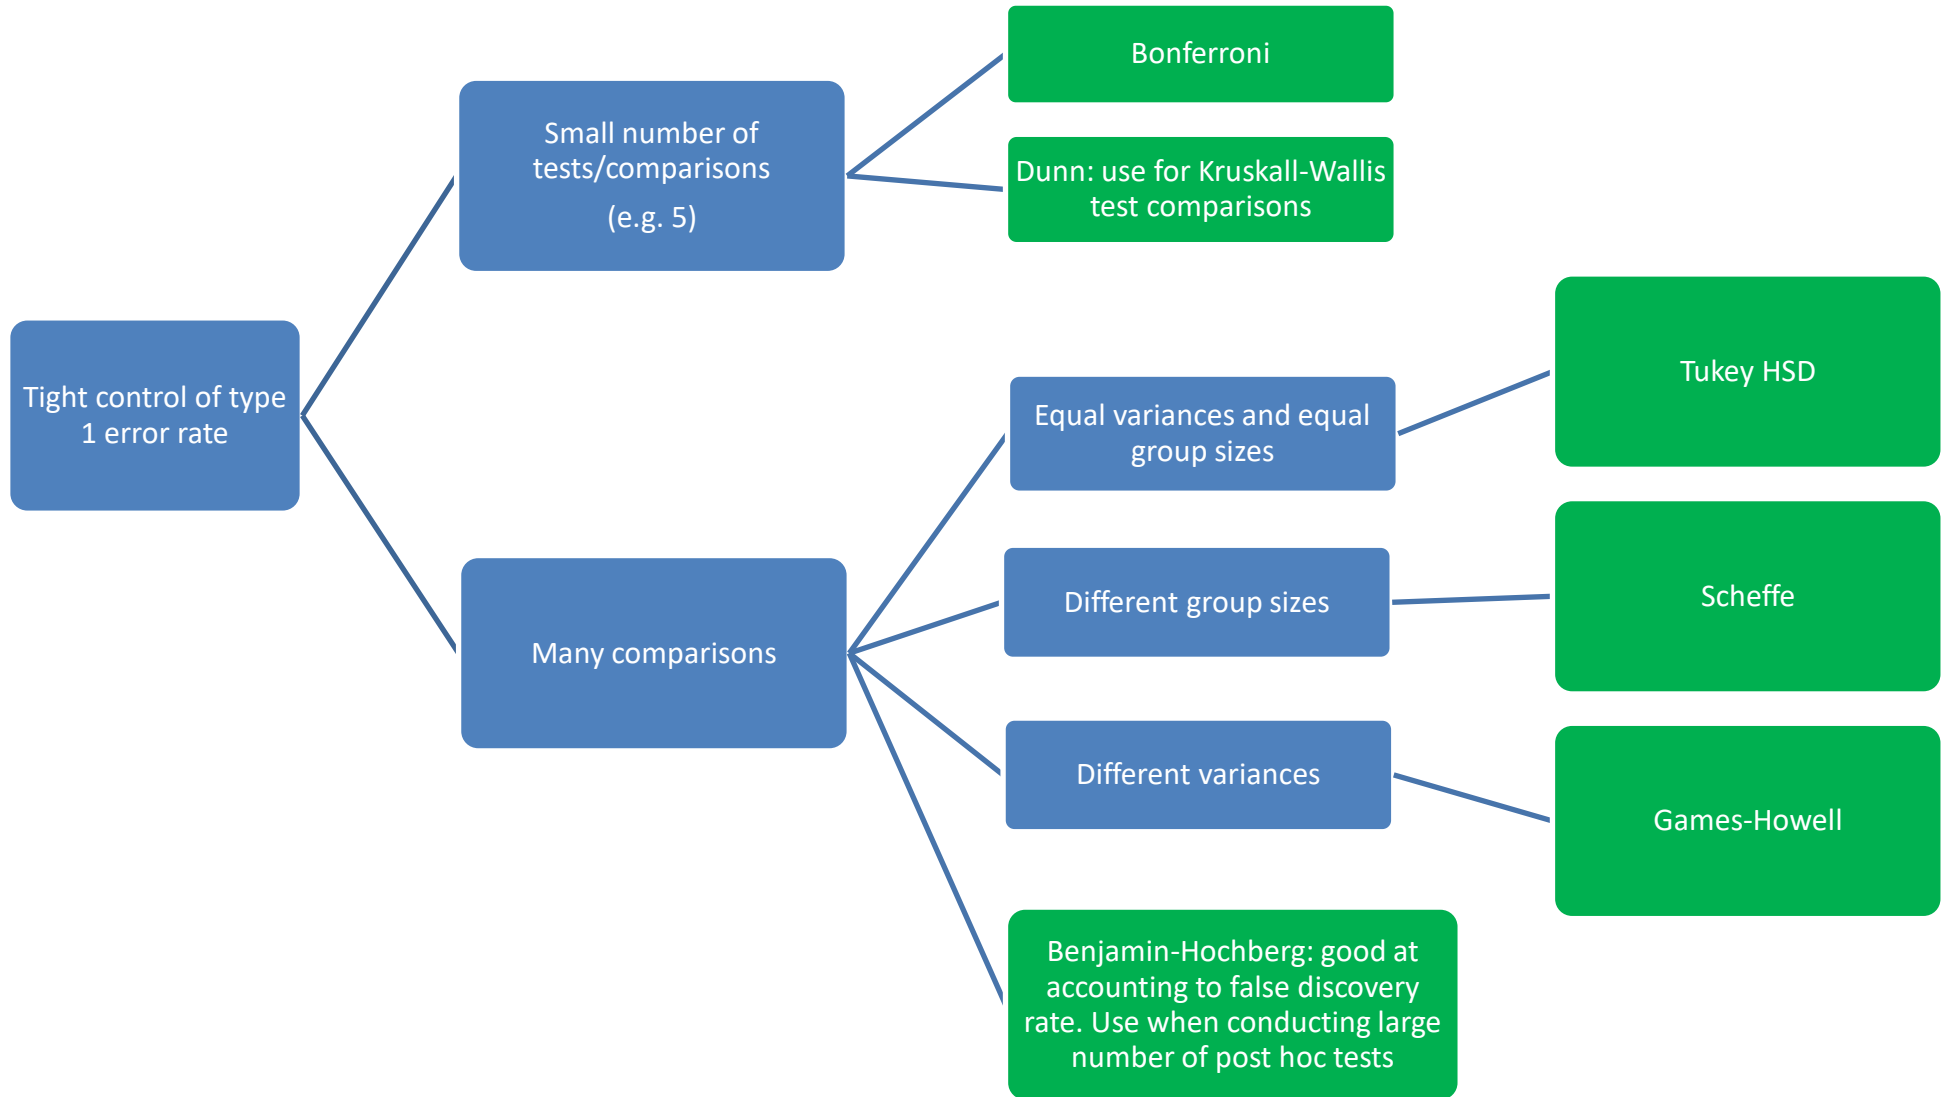 Tight control of type
1 error rate
Small number of
tests/comparisons
(e.g. 5)
Bonferroni
Dunn: use for Kruskall-Wallis
test comparisons
Many comparisons
Equal variances and equal
group sizes
Tukey HSD
Different group sizes
Scheffe
Different variances
Games-Howell
Benjamin-Hochberg: good at
accounting to false discovery
rate. Use when conducting large
number of post hoc tests